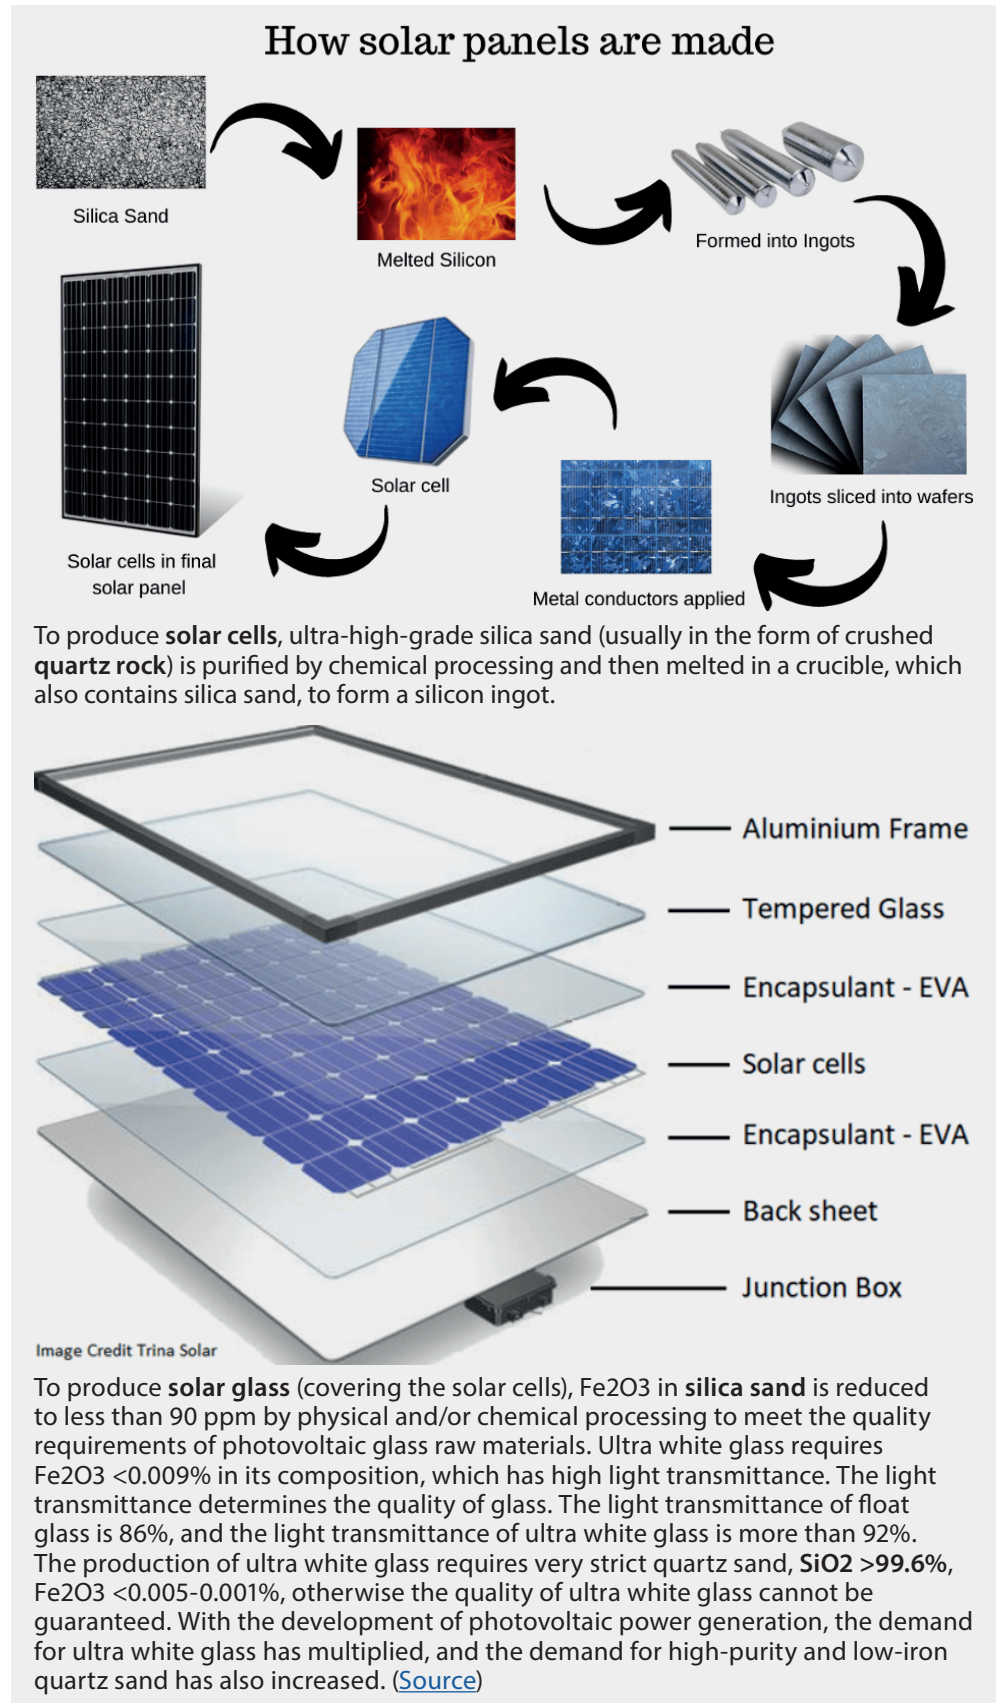 How solar panels are made
Silica Sand
Melted Silicon
Formed into Ingots
Ingots sliced into wafers
Metal conductors applied
Solar cell
Solar cells in final
solar panel
To produce solar cells, ultra-high-grade silica sand (usually in the form of crushed
quartz rock) is purified by chemical processing and then melted in a crucible, which
also contains silica sand, to form a silicon ingot.
Aluminium Frame
Tempered Glass
Encapsulant - EVA
Solar cells
Encapsulant - EVA
Back sheet
Junction Box
Image Credit Trina Solar
To produce solar glass (covering the solar cells), Fe2O3 in silica sand is reduced
to less than 90 ppm by physical and/or chemical processing to meet the quality
requirements of photovoltaic glass raw materials. Ultra white glass requires
Fe2O3 <0.009% in its composition, which has high light transmittance. The light
transmittance determines the quality of glass. The light transmittance of float
glass is 86%, and the light transmittance of ultra white glass is more than 92%.
The production of ultra white glass requires very strict quartz sand, SiO2 >99.6%,
Fe2O3 <0.005-0.001%, otherwise the quality of ultra white glass cannot be
guaranteed. With the development of photovoltaic power generation, the demand
for ultra white glass has multiplied, and the demand for high-purity and low-iron
quartz sand has also increased. (Source)